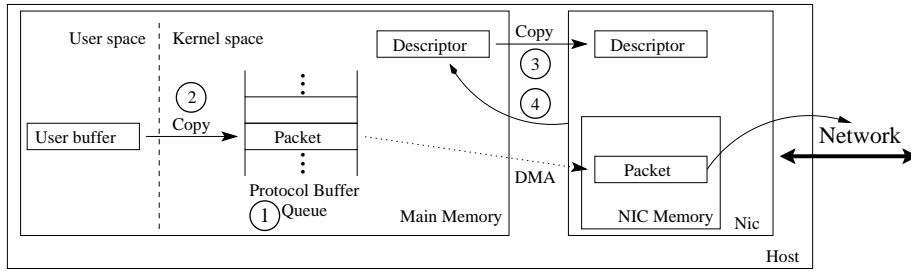 User space
Kernel space
Descriptor
Copy
3
4
Descriptor
2
Copy
User buffer
Packet
DMA
Packet
Network
Protocol Buffer
Queue
1
Main Memory
NIC Memory
Nic
Host